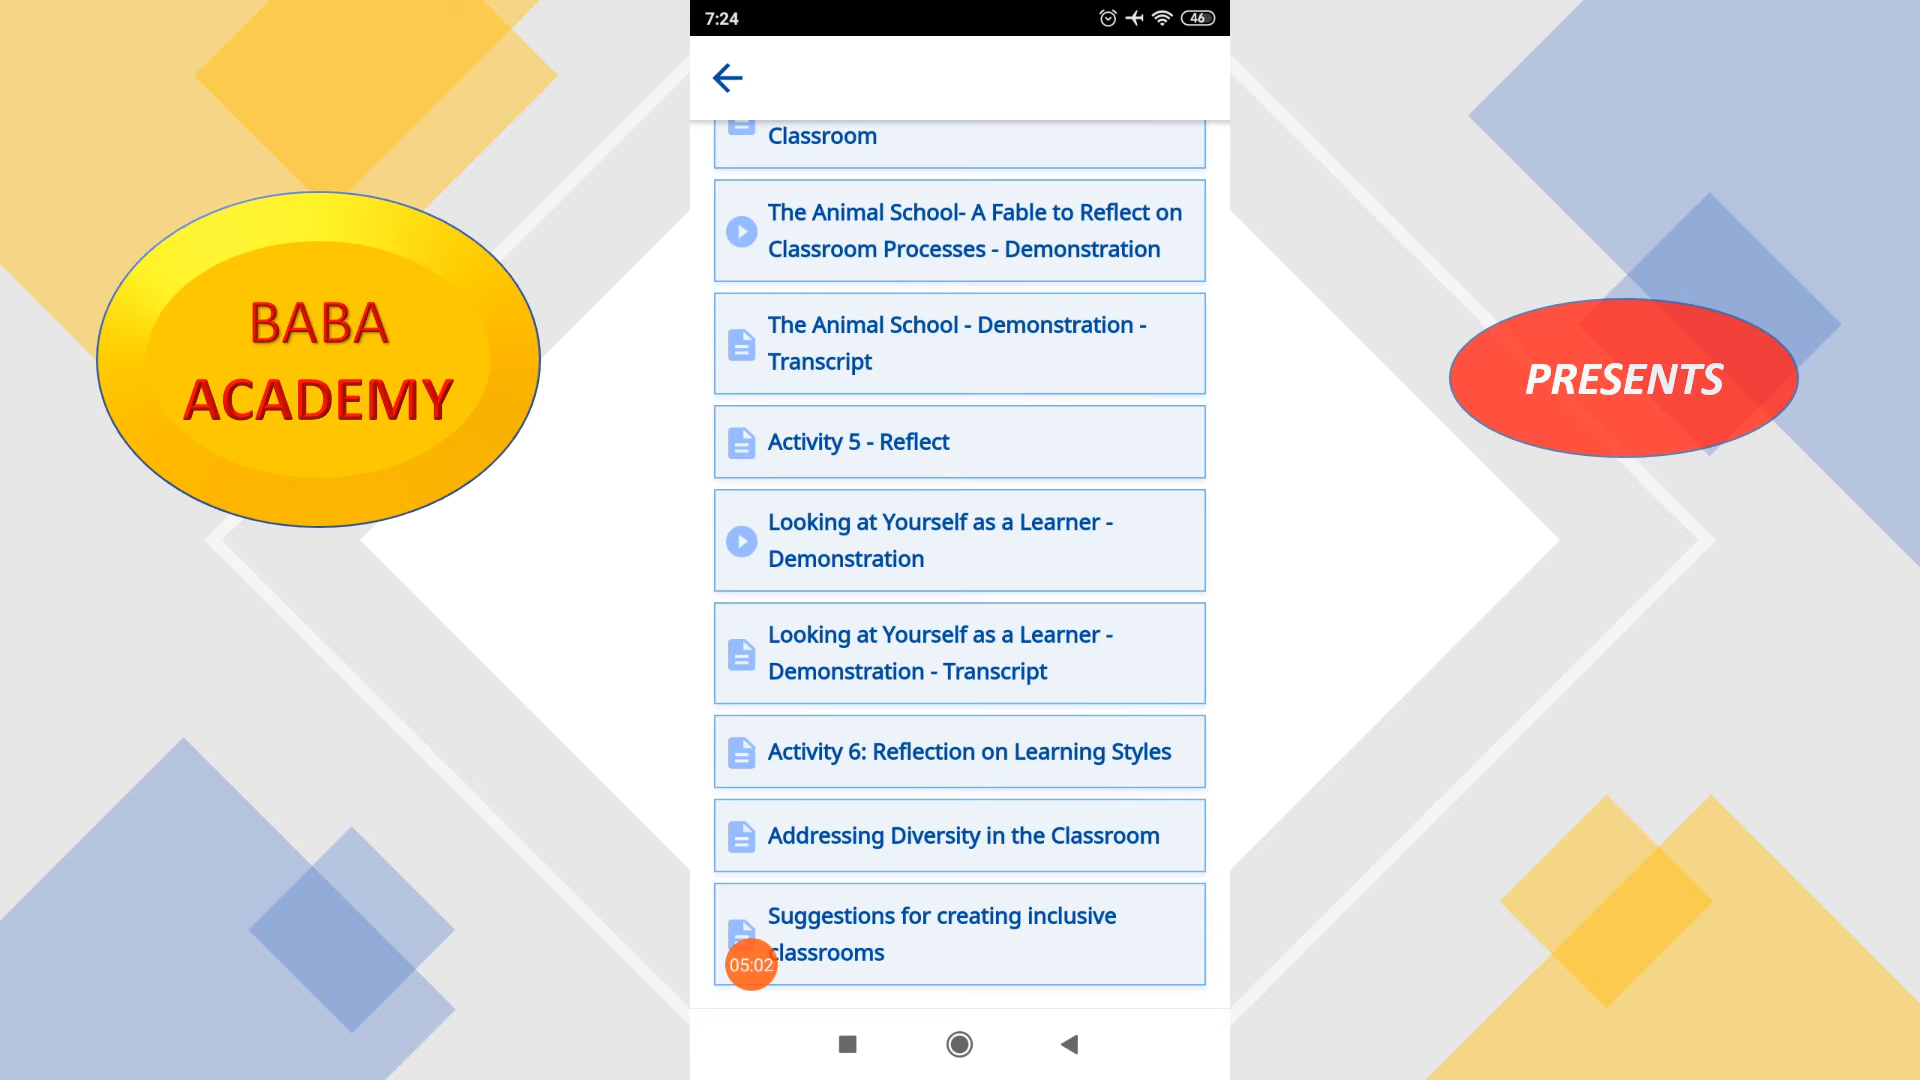 7:24
46
Classroom
The Animal School- A Fable to Reflect on
Classroom Processes - Demonstration
The Animal School - Demonstration -
Transcript
Activity 5 - Reflect
Looking at Yourself as a Learner -
Demonstration
Looking at Yourself as a Learner -
Demonstration - Transcript
Activity 6: Reflection on Learning Styles
Addressing Diversity in the Classroom
Suggestions for creating inclusive
classrooms
05:02
BABA
ACADEMY
PRESENTS